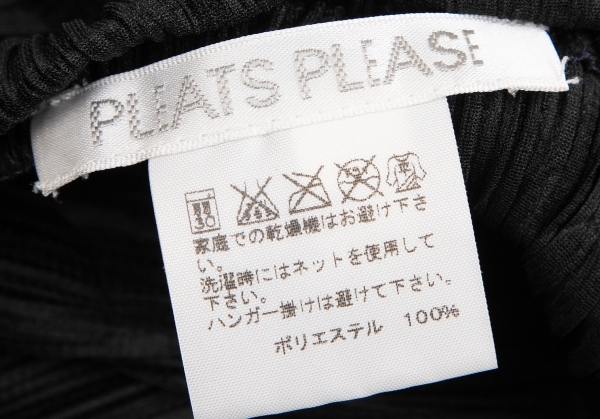 PLEATS PLEASE
家庭での乾燥機はお避け下さ
い。
洗濯時にはネットを使用して
下さい。
ハンガー掛けは避けて下さい。
ポリエステル 100%